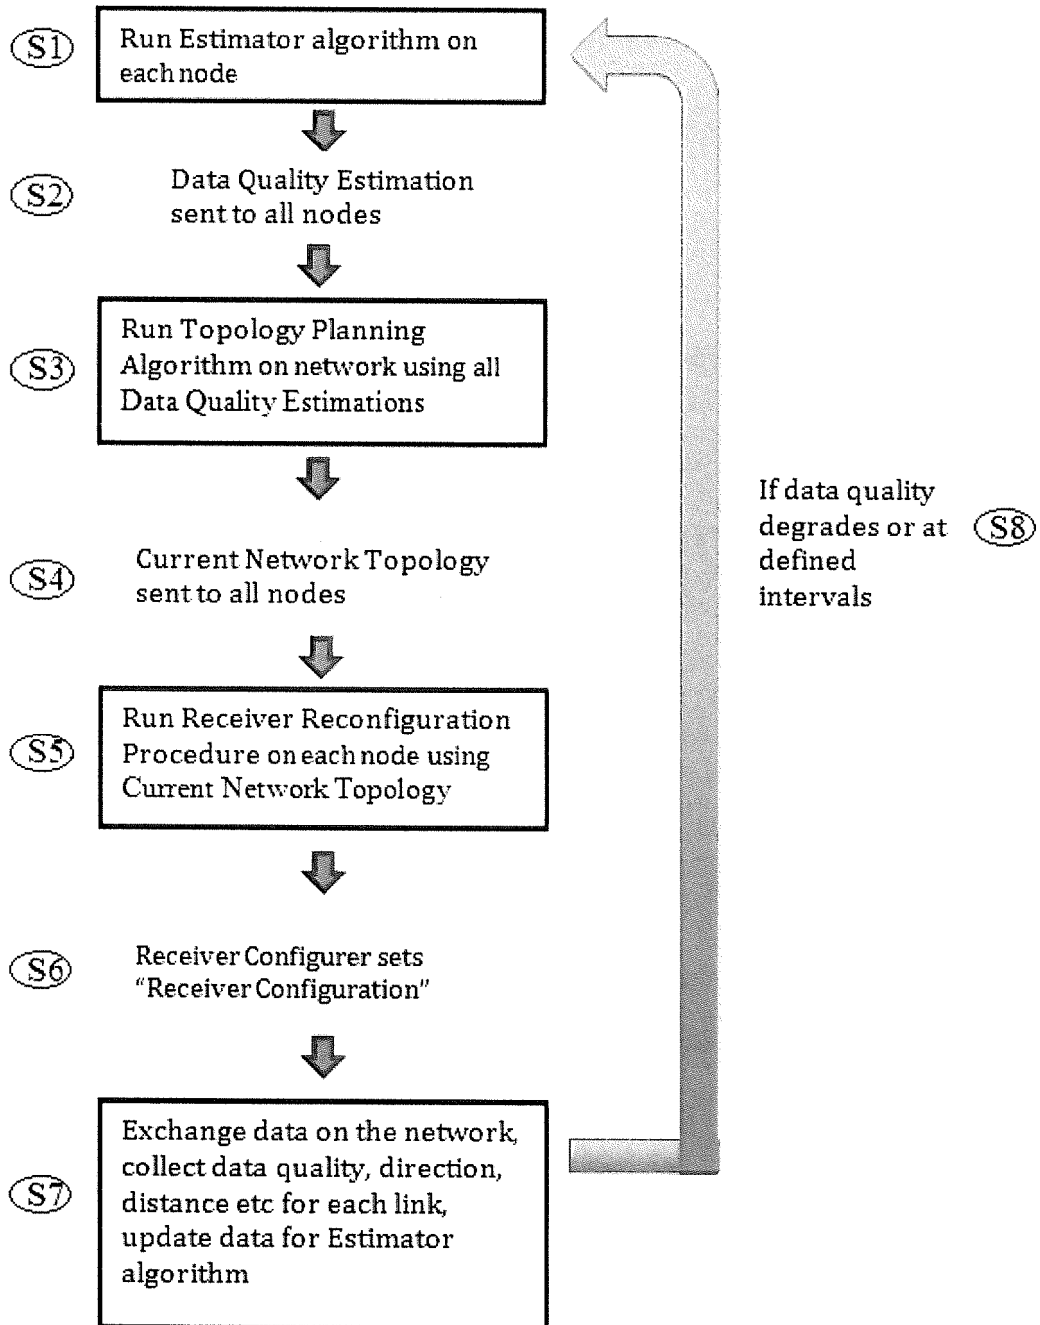 S1
Run Estimator algorithm on
each node
S2
Data Quality Estimation
sent to all nodes
S3
Run Topology Planning
Algorithm on network using all
Data Quality Estimations
S4
Current Network Topology
sent to all nodes
S5
Run Receiver Reconfiguration
Procedure on each node using
Current Network Topology
S6
Receiver Configurer sets
“Receiver Configuration”
S7
Exchange data on the network,
collect data quality, direction,
distance etc for each link,
update data for Estimator
algorithm
If data quality
degrades or at
defined
intervals
S8